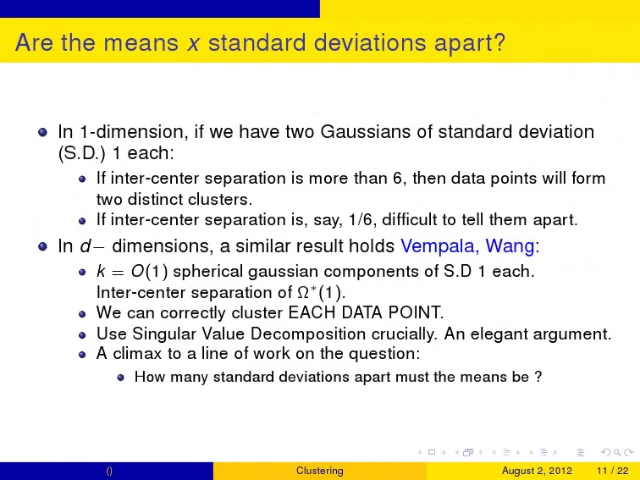 Are the means x standard deviations apart?
In 1-dimension, if we have two Gaussians of standard deviation
(S.D.) 1 each:
If inter-center separation is more than 6, then data points will form
two distinct clusters.
If inter-center separation is, say, 1/6, difficult to tell them apart.
In d− dimensions, a similar result holds Vempala, Wang:
k = O(1) spherical gaussian components of S.D 1 each.
Inter-center separation of Ω*(1).
We can correctly cluster EACH DATA POINT.
Use Singular Value Decomposition crucially. An elegant argument.
A climax to a line of work on the question:
How many standard deviations apart must the means be ?
() Clustering August 2, 2012 11 / 22